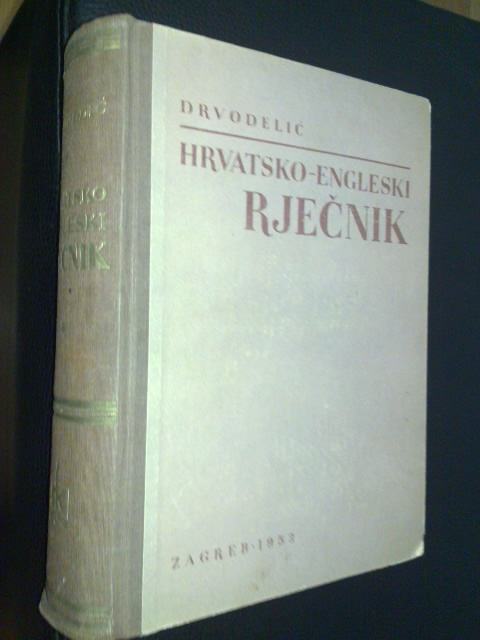 DRVODELIĆ
HRVATSKO-ENGLESKI
RJEČNIK
ZAGREB·1953